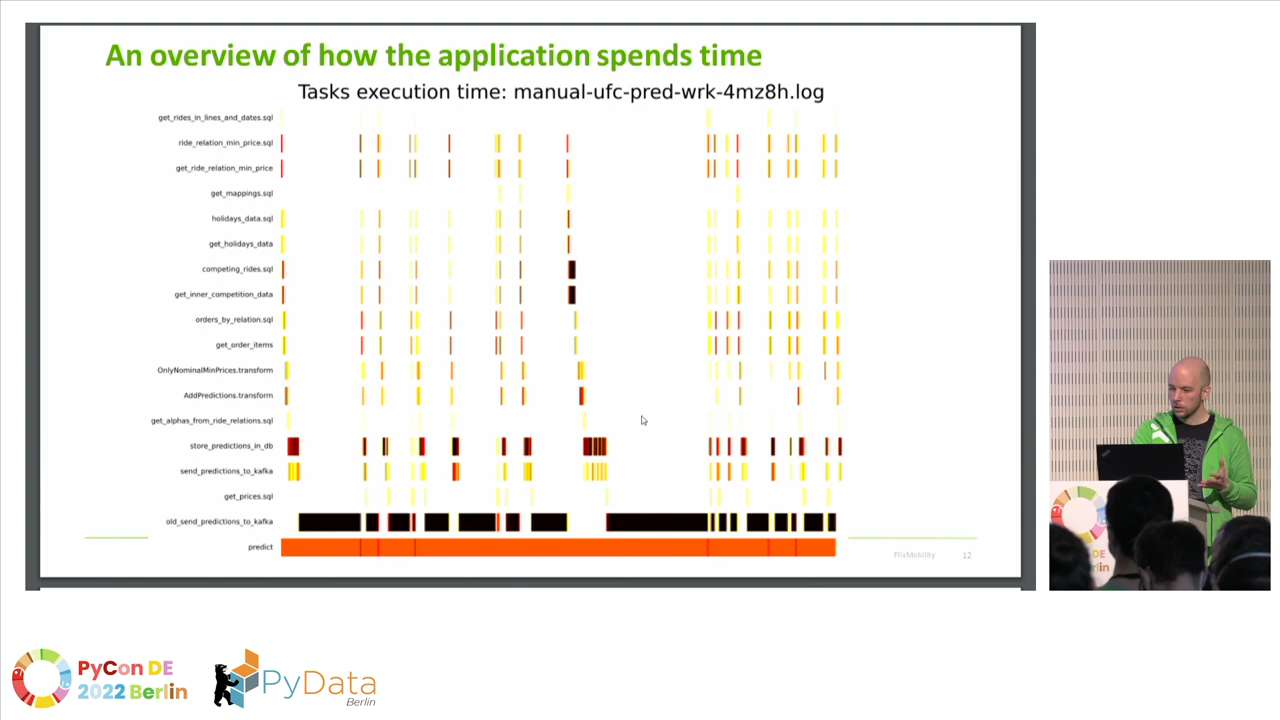 An overview of how the application spends time
Tasks execution time: manual-ufc-pred-wrk-4mz8h.log
get_rides_in_lines_and_dates.sql
ride_relation_min_price.sql
get_ride_relation_min_price
get_mappings.sql
holidays_data.sql
get_holidays_data
competing_rides.sql
get_inner_competition_data
orders_by_relation.sql
get_order_items
OnlyNominalMinPrices.transform
AddPredictions.transform
get_alphas_from_ride_relations.sql
store_predictions_in_db
send_predictions_to_kafka
get_prices.sql
old_send_predictions_to_kafka
predict
FlixMobility 12
PyCon DE
2022 Berlin
PyData
Berlin